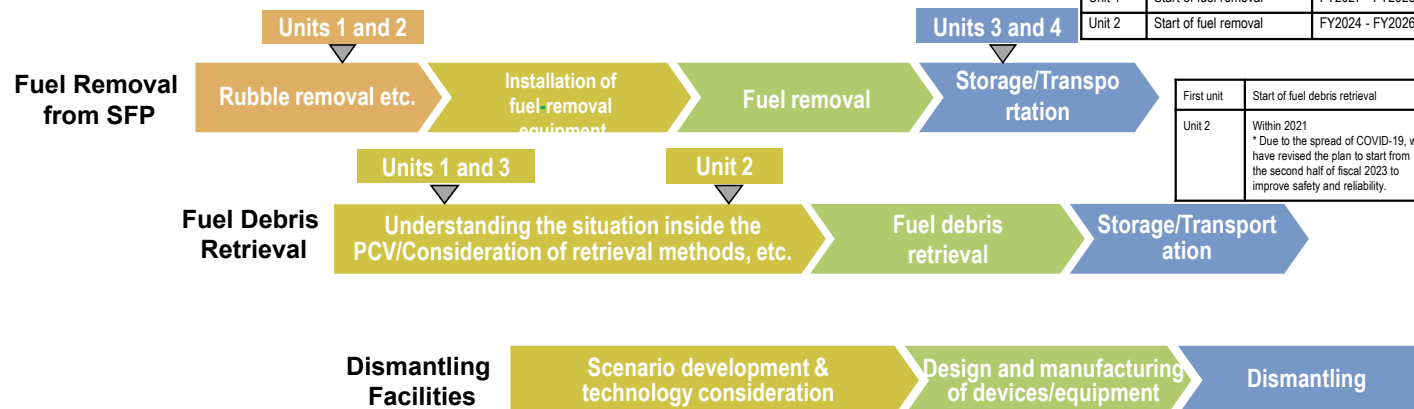 Unit 2 Start of fuel removal FY2024 - FY2026
Units 1 and 2
Units 3 and 4
Fuel Removal
from SFP
Rubble removal etc.
Installation of
fuel-removal
equipment
Fuel removal
Storage/Transpo
rtation
First unit Start of fuel debris retrieval
Unit 2 Within 2021
* Due to the spread of COVID-19, w
have revised the plan to start from
the second half of fiscal 2023 to
improve safety and reliability.
Units 1 and 3
Unit 2
Fuel Debris
Retrieval
Understanding the situation inside the
PCV/Consideration of retrieval methods, etc.
Fuel debris
retrieval
Storage/Transport
ation
Dismantling
Facilities
Scenario development &
technology consideration
Design and manufacturing
of devices/equipment
Dismantling